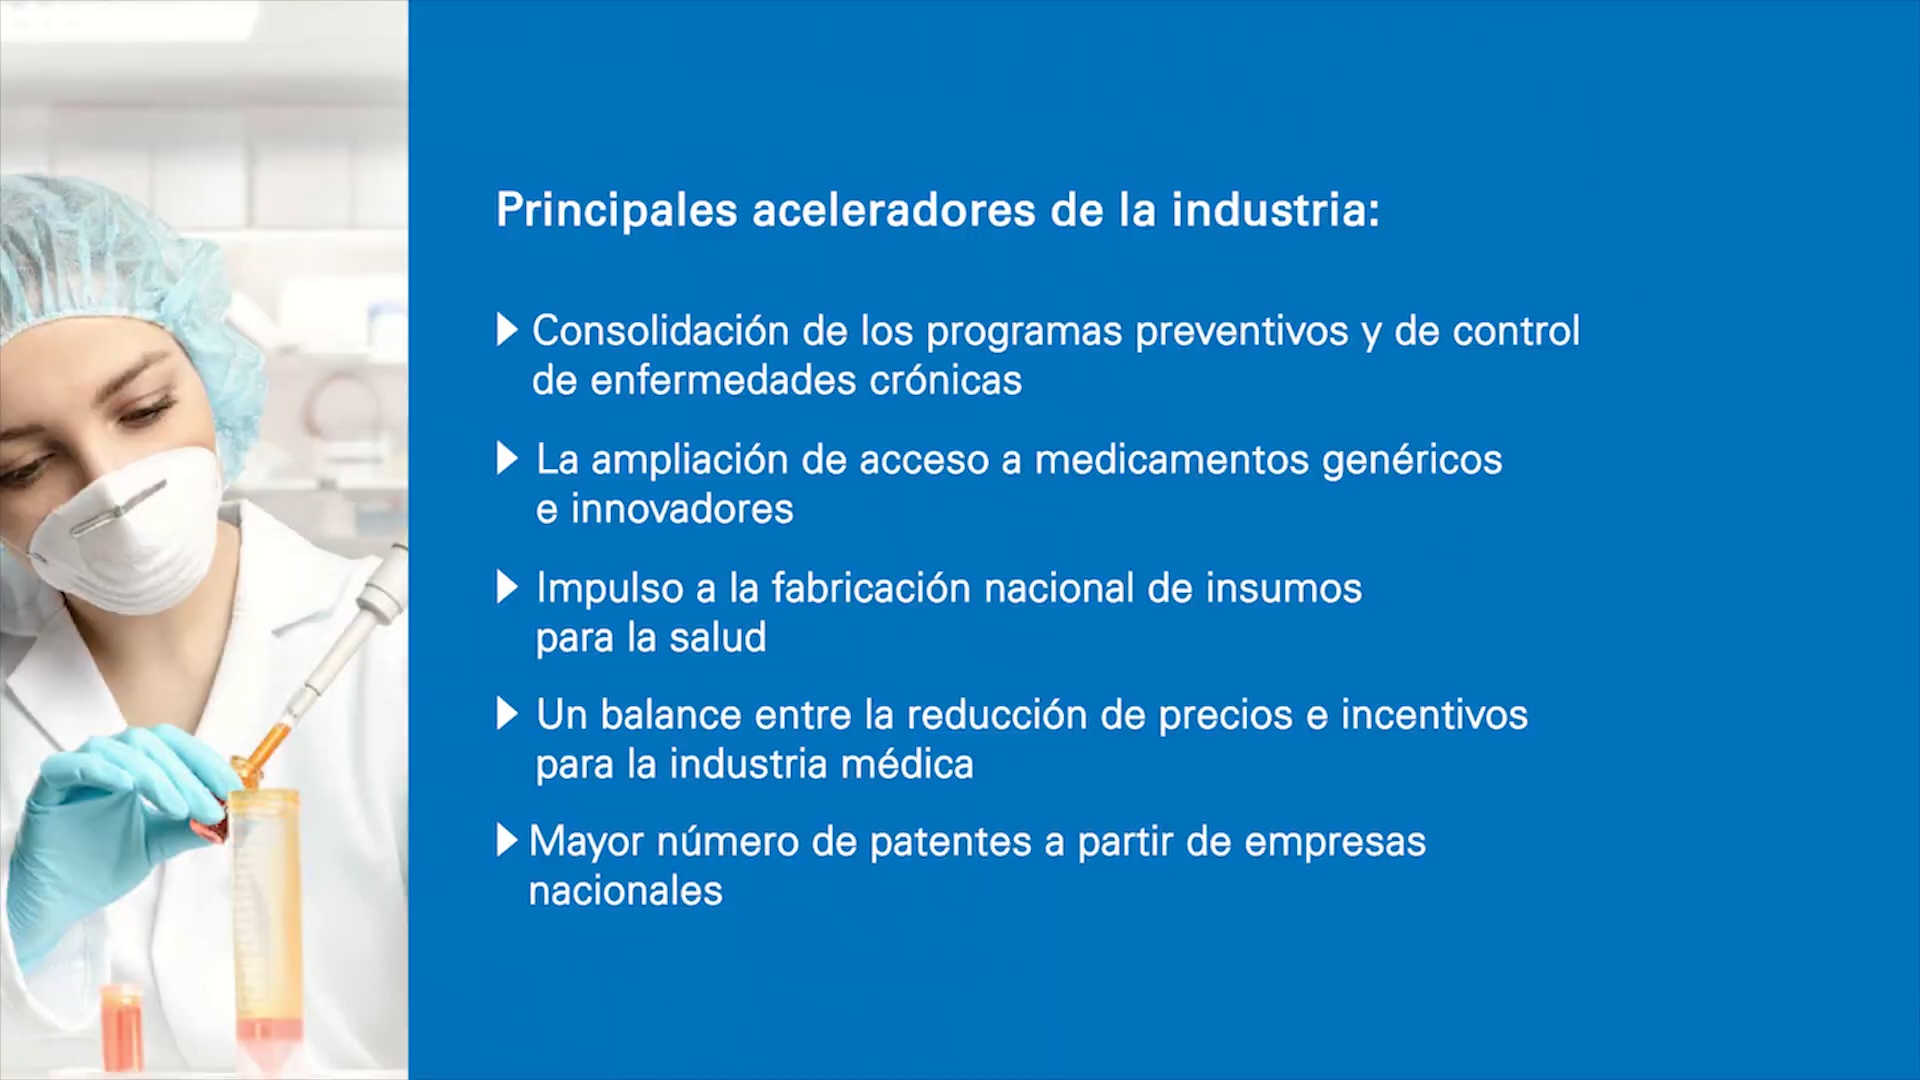 Principales aceleradores de la industria:
Consolidación de los programas preventivos y de control
de enfermedades crónicas
La ampliación de acceso a medicamentos genéricos
e innovadores
Impulso a la fabricación nacional de insumos
para la salud
Un balance entre la reducción de precios e incentivos
para la industria médica
Mayor número de patentes a partir de empresas
nacionales